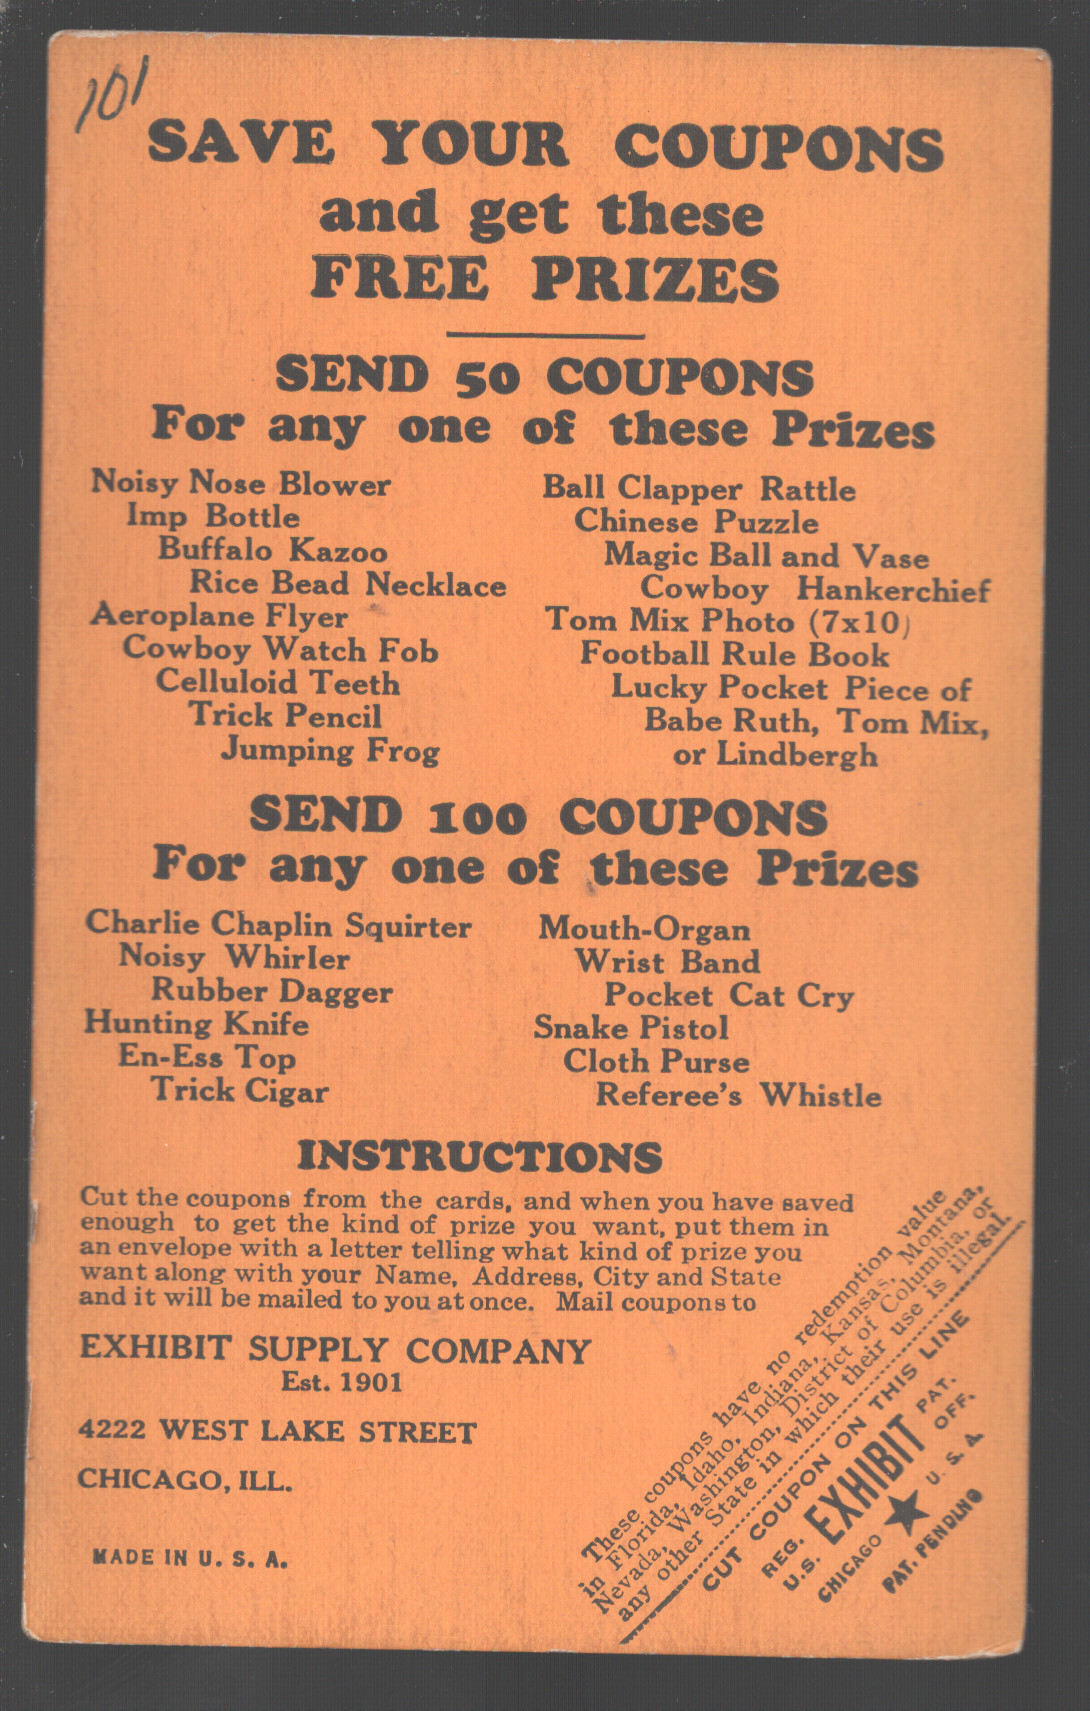 101
SAVE YOUR COUPONS
and get these
FREE PRIZES
SEND 50 COUPONS
For any one of these Prizes
Noisy Nose Blower
Imp Bottle
Buffalo Kazoo
Rice Bead Necklace
Aeroplane Flyer
Cowboy Watch Fob
Celluloid Teeth
Trick Pencil
Jumping Frog
Ball Clapper Rattle
Chinese Puzzle
Magic Ball and Vase
Cowboy Hankerchief
Tom Mix Photo (7x10)
Football Rule Book
Lucky Pocket Piece of
Babe Ruth, Tom Mix,
or Lindbergh
SEND 100 COUPONS
For any one of these Prizes
Charlie Chaplin Squirter
Noisy Whirler
Rubber Dagger
Hunting Knife
En-Ess Top
Trick Cigar
Mouth-Organ
Wrist Band
Pocket Cat Cry
Snake Pistol
Cloth Purse
Referee's Whistle
INSTRUCTIONS
Cut the coupons from the cards, and when you have saved
enough to get the kind of prize you want, put them in
an envelope with a letter telling what kind of prize you
want along with your Name, Address, City and State
and it will be mailed to you at once. Mail coupons to
EXHIBIT SUPPLY COMPANY
Est. 1901
4222 WEST LAKE STREET
CHICAGO, ILL.
MADE IN U. S. A.
These coupons have no redemption value
in Florida, Idaho, Indiana, Kansas, Montana,
Nevada, Washington, District of Columbia, or
any other State in which their use is illegal.
CUT COUPON ON THIS LINE
REG. EXHIBIT PAT.
U.S. OFF.
CHICAGO ★ U. S. A.
PAT. PENDING